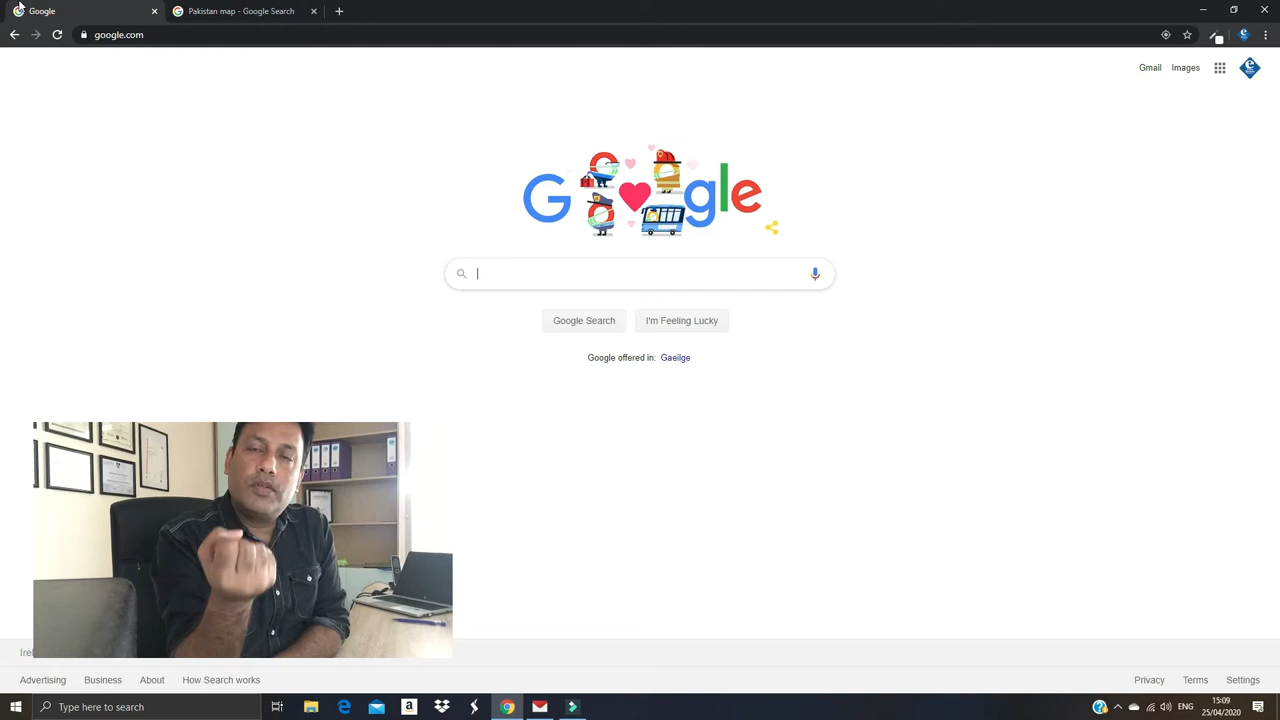 Google
Pakistan map - Google Search
google.com
Gmail Images
Google
Google Search
I'm Feeling Lucky
Google offered in: Gaeilge
Advertising Business About How Search works
Privacy Terms Settings
Type here to search
ENG
15:09
25/04/2020